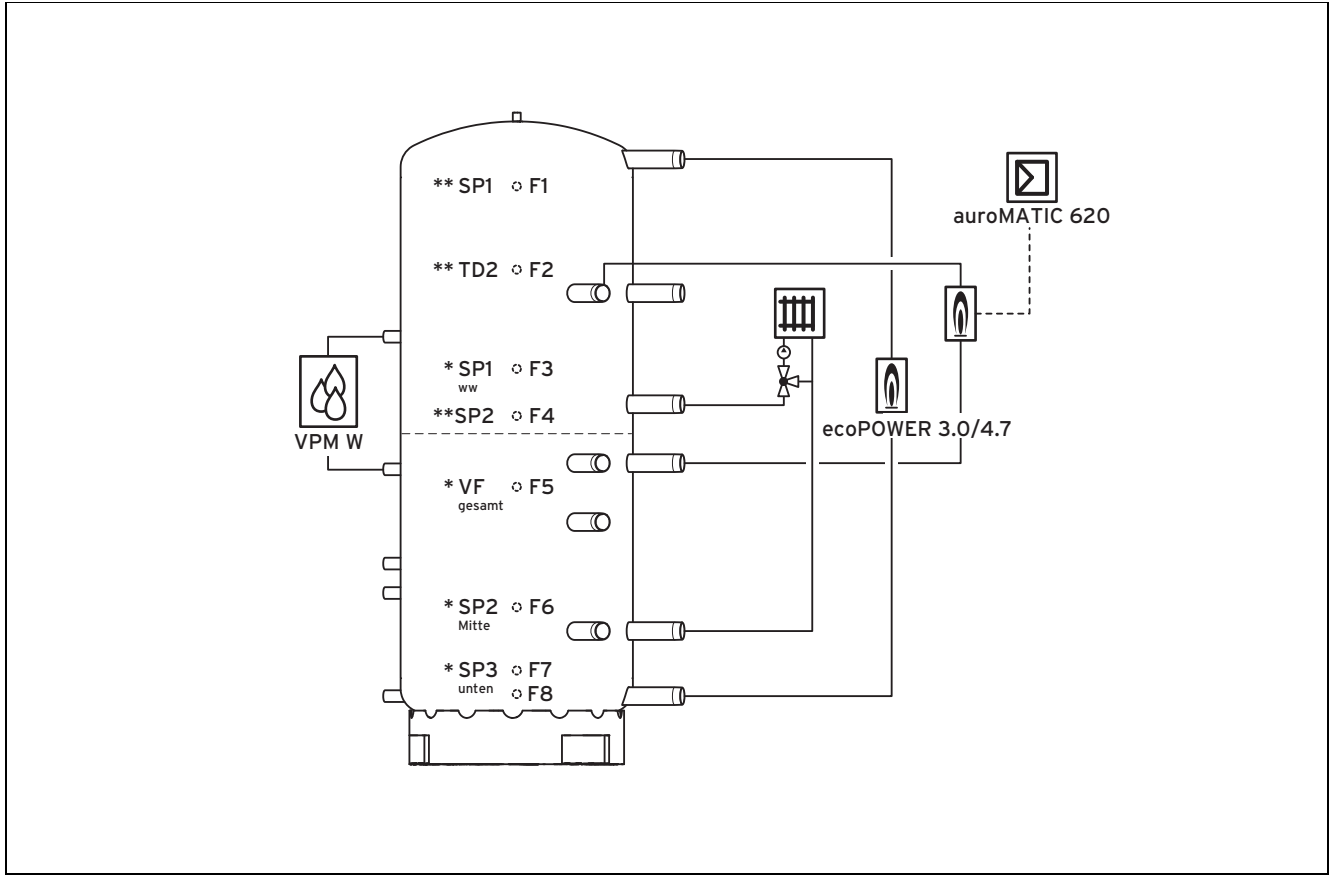 ** SP1 F1
auroMATIC 620
** TD2 F2
* SP1 F3
ww
**SP2 F4
VPM W
ecoPOWER 3.0/4.7
* VF F5
gesamt
* SP2 F6
Mitte
* SP3 F7
unten
F8